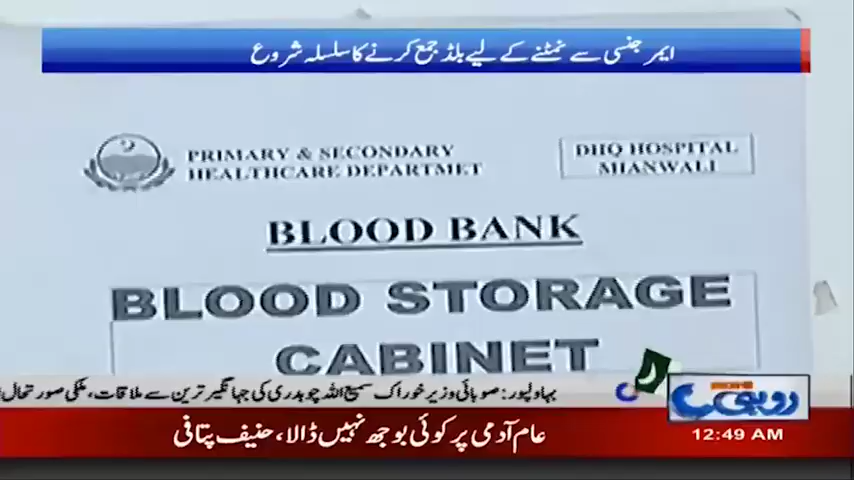 ایمرجنسی سے نمٹنے کے لیے بلڈ جمع کرنے کا سلسلہ شروع
PRIMARY & SECONDARY
HEALTHCARE DEPARTMET
DHQ HOSPITAL
MIANWALI
BLOOD BANK
BLOOD STORAGE
CABINET
بہاولپور: صوبائی وزیر خوراک سمیع اللہ چوہدری کی جہانگیر ترین سے ملاقات، ملکی صورتحال
روہی
عام آدمی پر کوئی بوجھ نہیں ڈالا، حنیف پتافی
12:49 AM